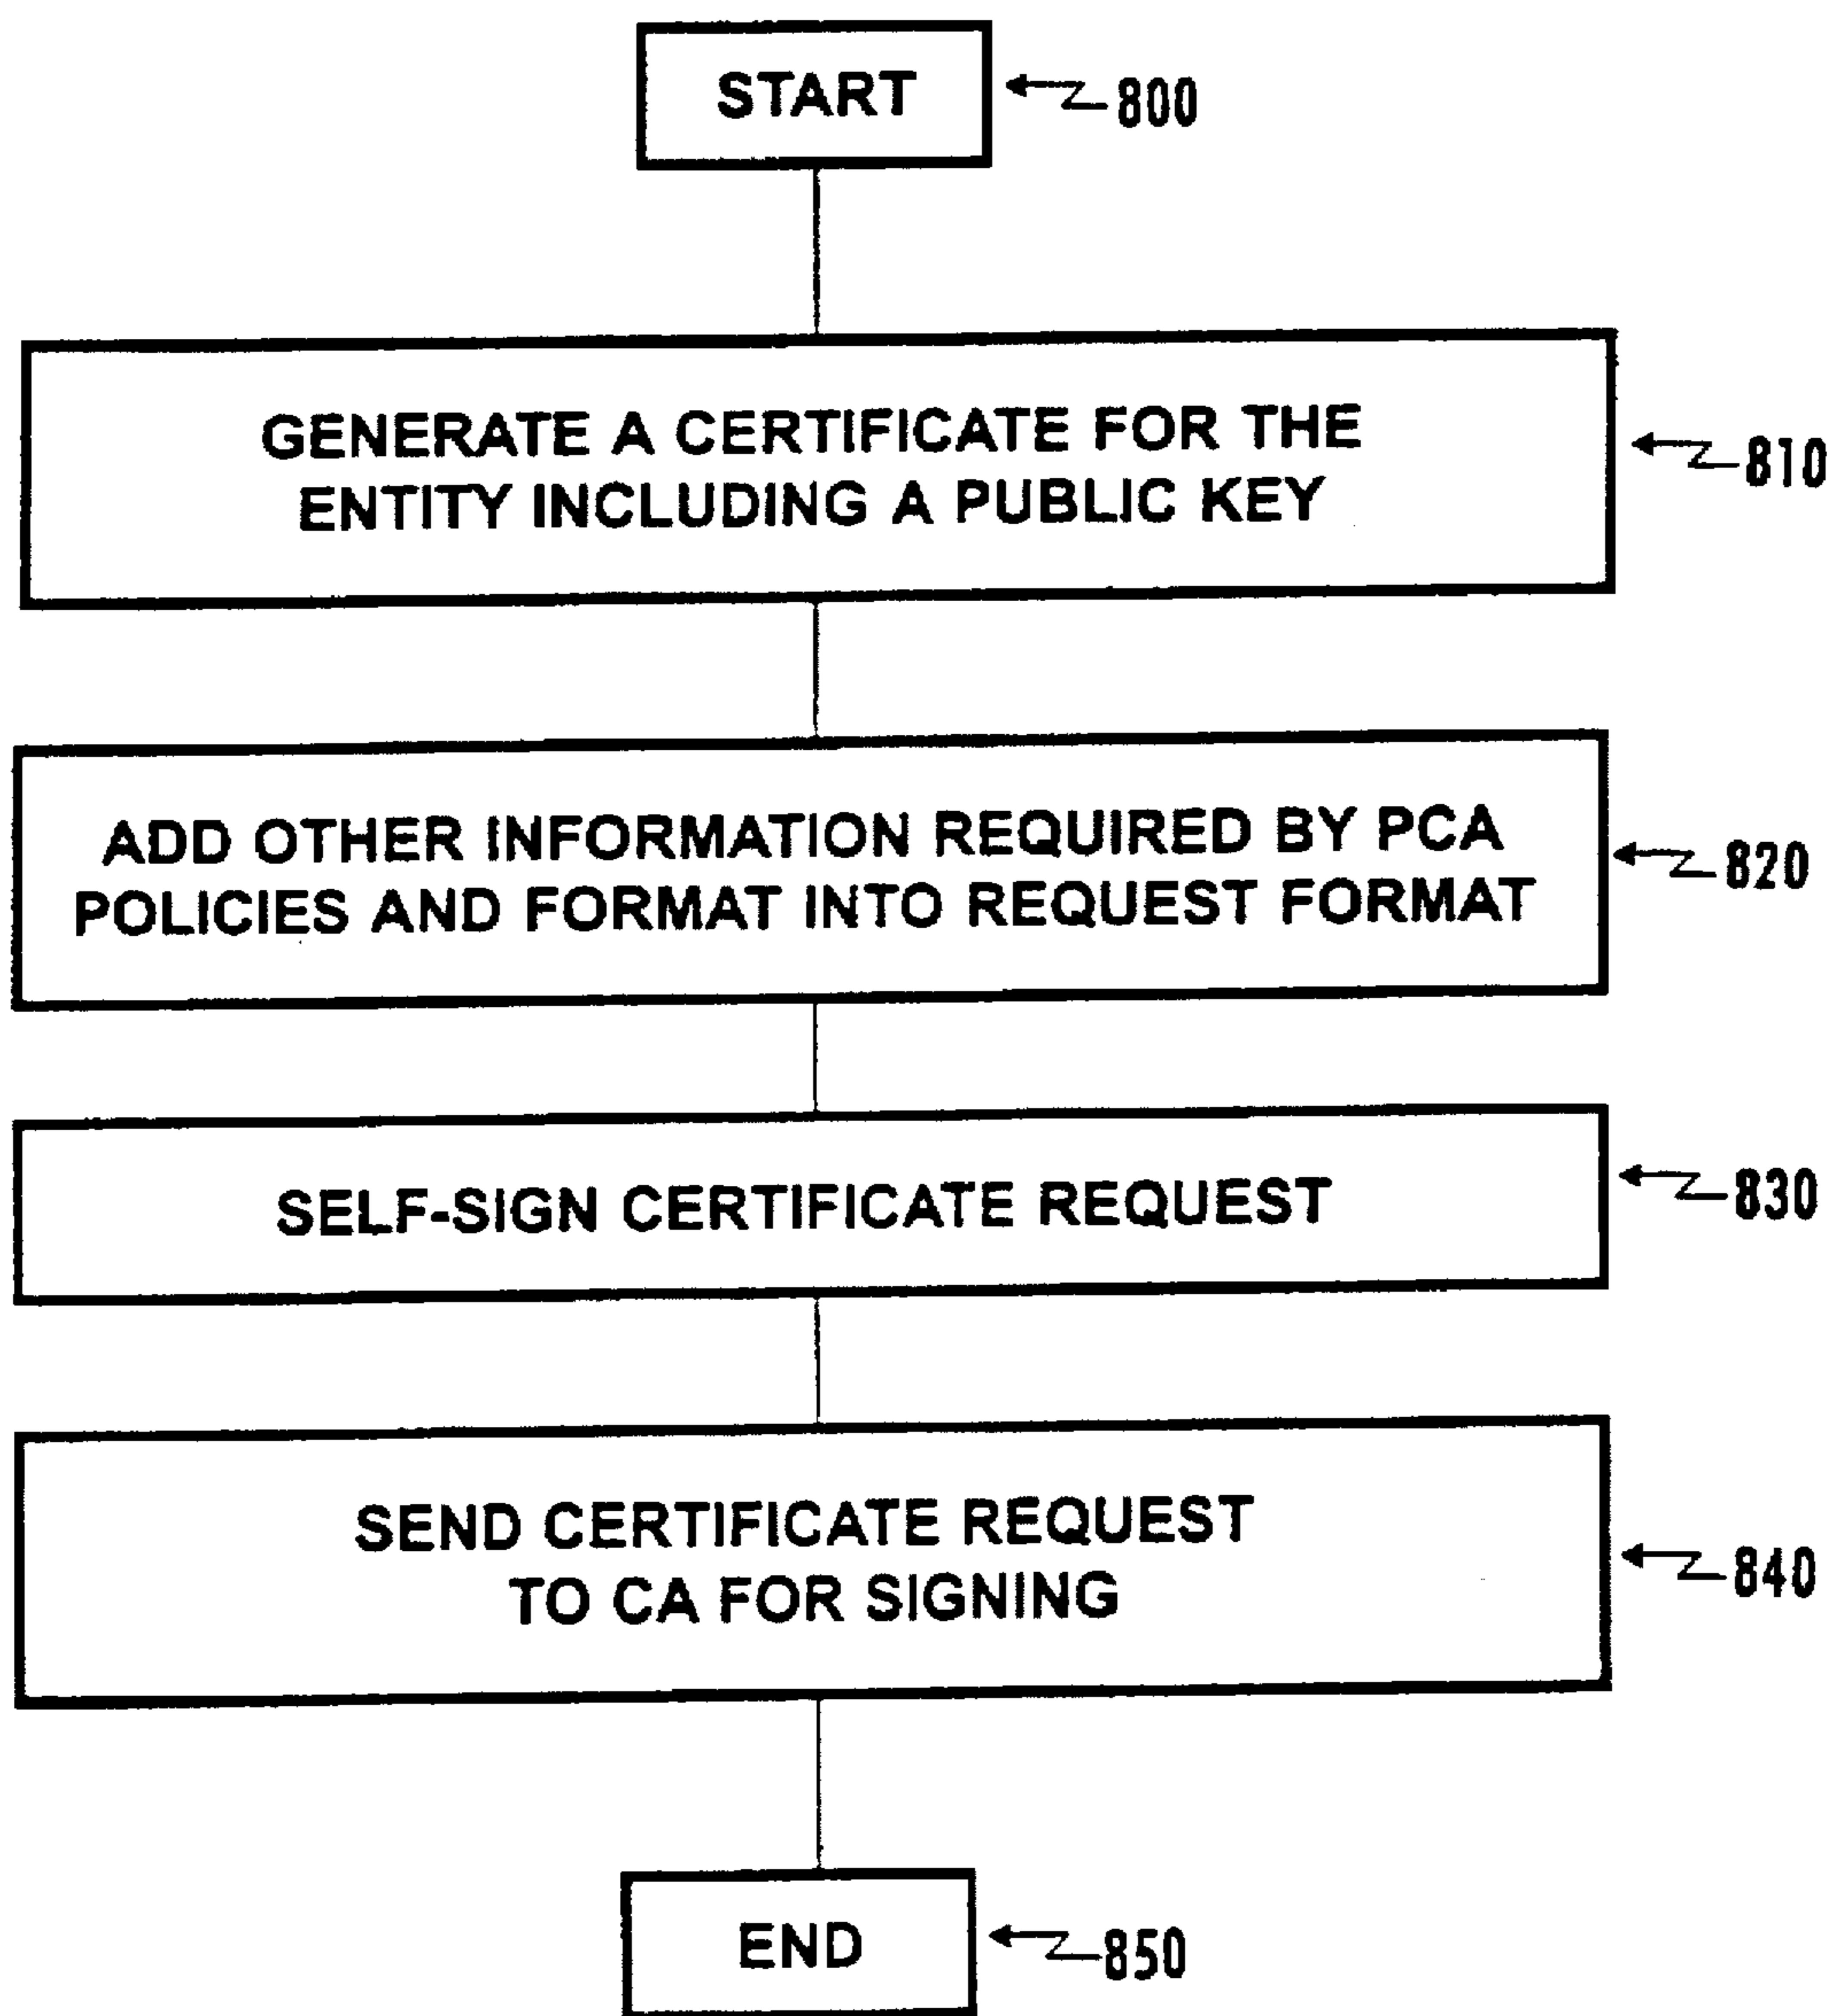 START
800
GENERATE A CERTIFICATE FOR THE
ENTITY INCLUDING A PUBLIC KEY
810
ADD OTHER INFORMATION REQUIRED BY PCA
POLICIES AND FORMAT INTO REQUEST FORMAT
820
SELF-SIGN CERTIFICATE REQUEST
830
SEND CERTIFICATE REQUEST
TO CA FOR SIGNING
840
END
850